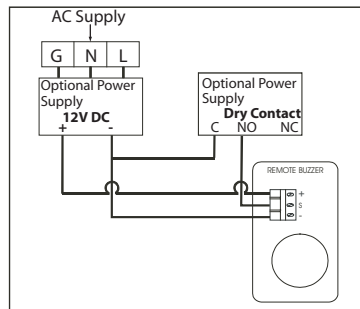 AC Supply
G N L
Optional Power
Supply
12V DC
+ -
Optional Power
Supply
Dry Contact
C NO NC
REMOTE BUZZER
+
S
-